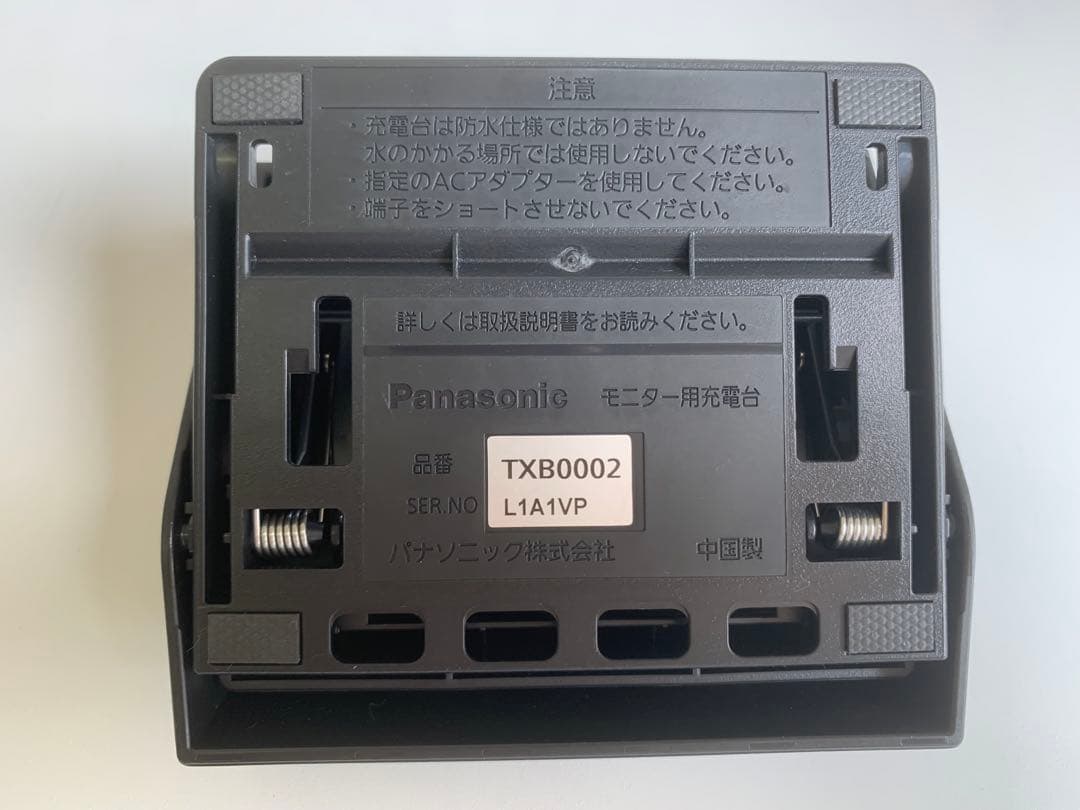 注意
・充電台は防水仕様ではありません。
水のかかる場所では使用しないでください。
・指定のACアダプターを使用してください。
・端子をショートさせないでください。
詳しくは取扱説明書をお読みください。
Panasonic モニター用充電台
品番 TXB0002
SER.NO L1A1VP
パナソニック株式会社 中国製